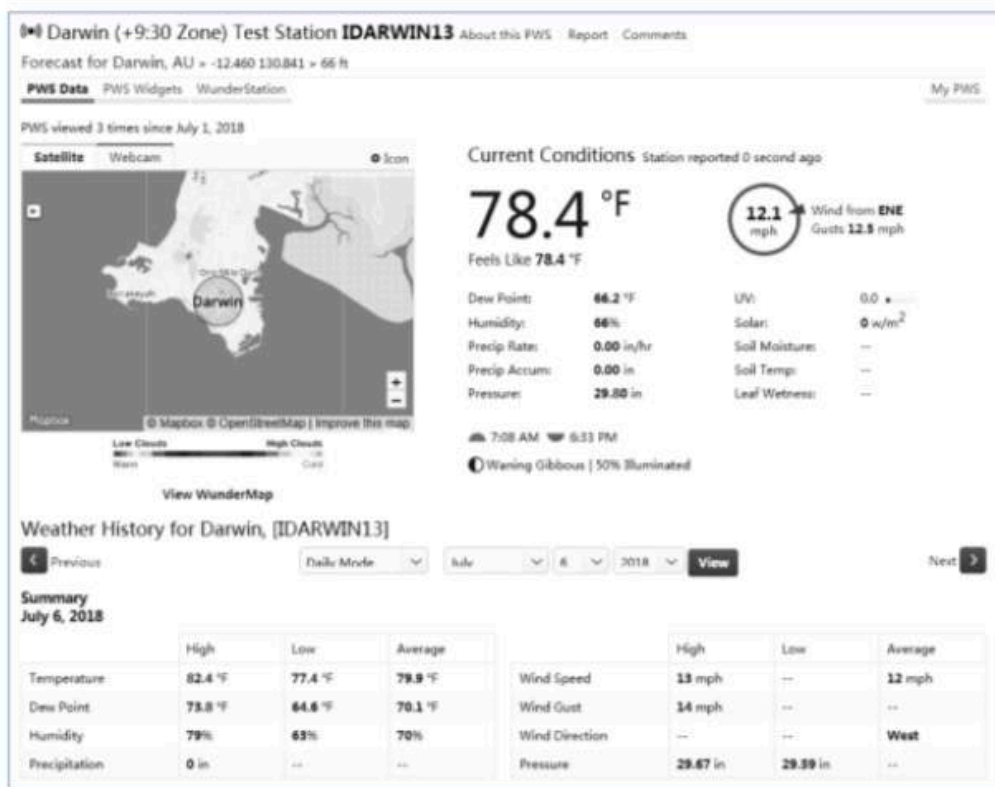 Darwin (+9:30 Zone) Test Station IDARWIN13 About this PWS Report Comments
Forecast for Darwin, AU > -12.460 130.841 > 66 ft
PWS Data PWS Widgets WunderStation My PWS
PWS viewed 3 times since July 1, 2018
Satellite Webcam Icon
Darwin
Mapbox © Mapbox © OpenStreetMap | Improve this map
Low Clouds High Clouds
Warm Cold
View WunderMap
Current Conditions Station reported 0 second ago
78.4 °F
Feels Like 78.4 °F
12.1 mph
Wind from ENE
Gusts 12.5 mph
Dew Point: 66.2 °F
Humidity: 66%
Precip Rate: 0.00 in/hr
Precip Accum: 0.00 in
Pressure: 29.80 in
UV: 0.0
Solar: 0 w/m2
Soil Moisture: --
Soil Temp: --
Leaf Wetness: --
7:08 AM 6:33 PM
Waning Gibbous | 50% Illuminated
Weather History for Darwin, [IDARWIN13]
Previous Daily Mode July 6 2018 View Next
Summary
July 6, 2018
High Low Average
Temperature 82.4 °F 77.4 °F 79.9 °F
Dew Point 73.8 °F 64.6 °F 70.1 °F
Humidity 79% 63% 70%
Precipitation 0 in -- --
High Low Average
Wind Speed 13 mph -- 12 mph
Wind Gust 14 mph -- --
Wind Direction -- -- West
Pressure 29.67 in 29.59 in --